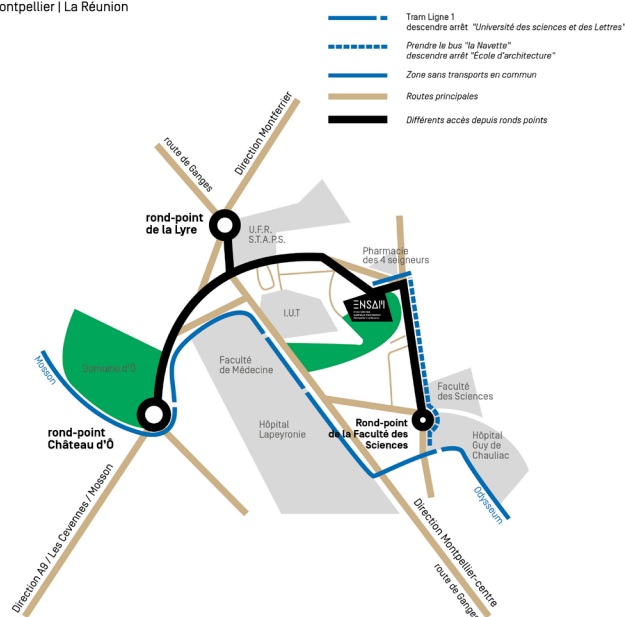 ontpellier | La Réunion
Tram Ligne 1
descendre arrêt "Université des sciences et des Lettres"
Prendre le bus "la Navette"
descendre arrêt "École d'architecture"
Zone sans transports en commun
Routes principales
Différents accès depuis ronds points
Direction Montferrier
route de Ganges
rond-point
de la Lyre
U.F.R.
S.T.A.P.S.
Pharmacie
des 4 seigneurs
ENSAM
I.U.T
Domaine d'Ô
Mosson
Faculté
de Médecine
Faculté
des Sciences
rond-point
Château d'Ô
Hôpital
Lapeyronie
Rond-point
de la Faculté des
Sciences
Hôpital
Guy de
Chauliac
Odysseum
Direction A9 / Les Cevennes / Mosson
Direction Montpellier-centre
route de Ganges